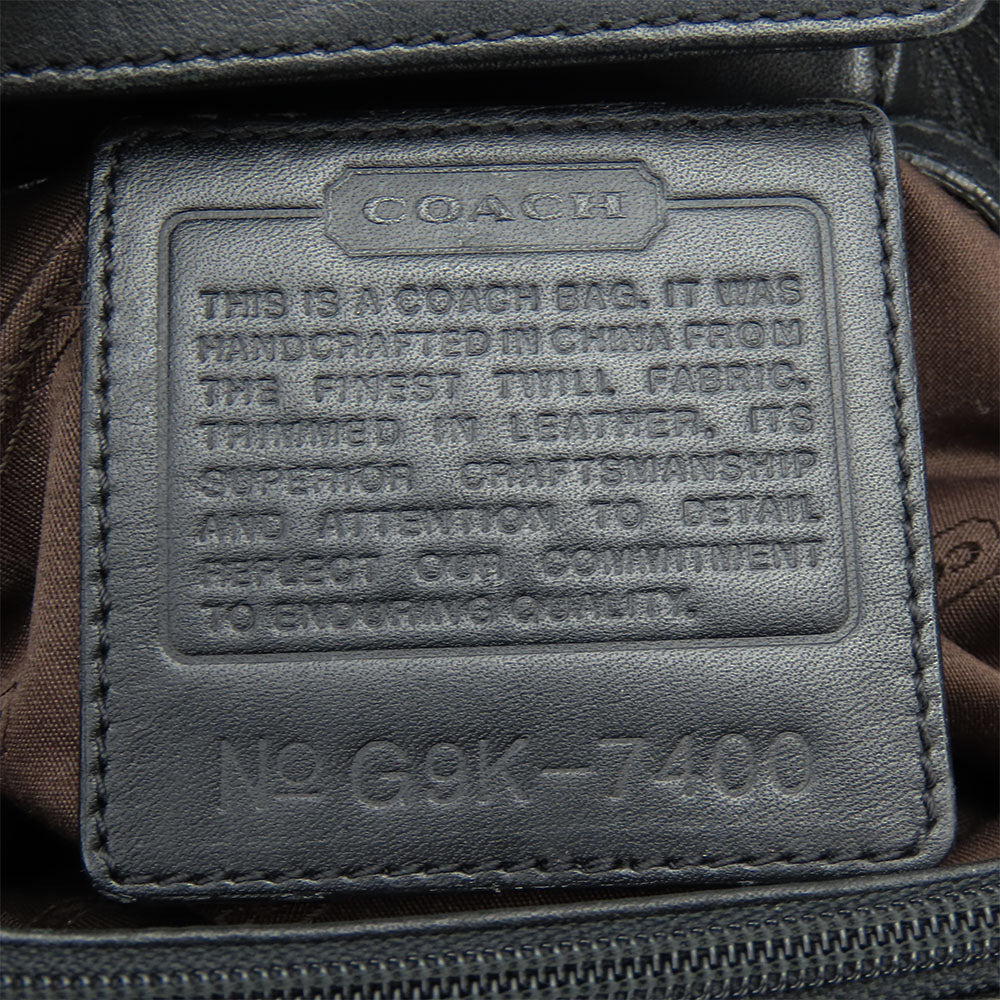 COACH
THIS IS A COACH BAG. IT WAS
HANDCRAFTED IN CHINA FROM
THE FINEST TWILL FABRIC.
TRIMMED IN LEATHER. ITS
SUPERIOR CRAFTSMANSHIP
AND ATTENTION TO DETAIL
REFLECT OUR COMMITMENT
TO ENDURING QUALITY.
Nº G9K-7400